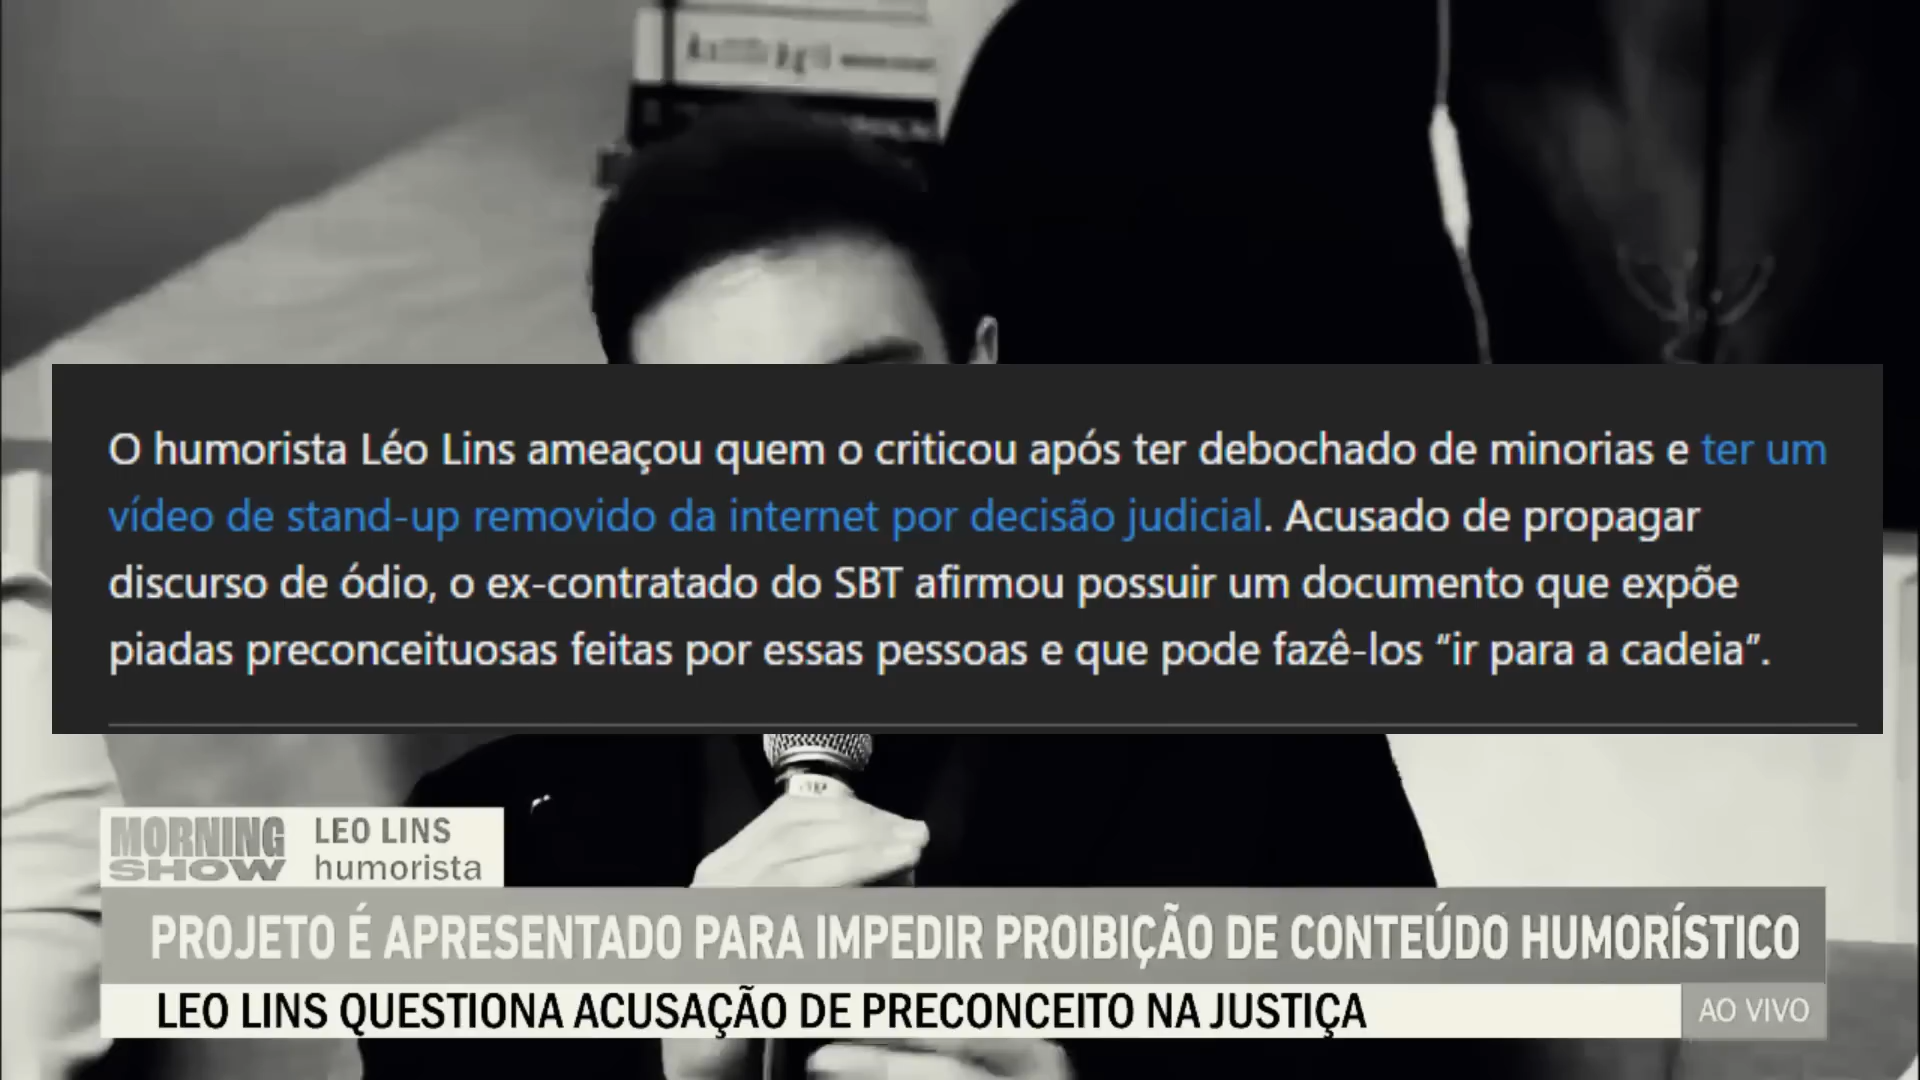 O humorista Léo Lins ameaçou quem o criticou após ter debochado de minorias e ter um
vídeo de stand-up removido da internet por decisão judicial. Acusado de propagar
discurso de ódio, o ex-contratado do SBT afirmou possuir um documento que expõe
piadas preconceituosas feitas por essas pessoas e que pode fazê-los “ir para a cadeia”.
MORNING
SHOW
LEO LINS
humorista
PROJETO É APRESENTADO PARA IMPEDIR PROIBIÇÃO DE CONTEÚDO HUMORÍSTICO
LEO LINS QUESTIONA ACUSAÇÃO DE PRECONCEITO NA JUSTIÇA
AO VIVO